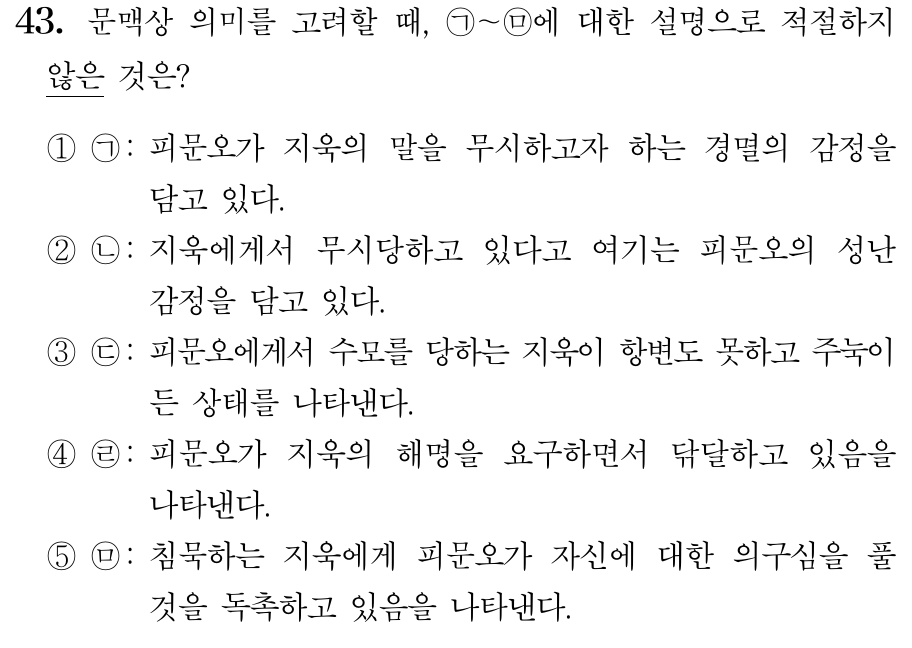 43. 문맥상 의미를 고려할 때, ㉠~㉤에 대한 설명으로 적절하지
않은 것은?
① ㉠: 피문오가 지욱의 말을 무시하고자 하는 경멸의 감정을
담고 있다.
② ㉡: 지욱에게서 무시당하고 있다고 여기는 피문오의 성난
감정을 담고 있다.
③ ㉢: 피문오에게서 수모를 당하는 지욱이 항변도 못하고 주눅이
든 상태를 나타낸다.
④ ㉣: 피문오가 지욱의 해명을 요구하면서 닦달하고 있음을
나타낸다.
⑤ ㉤: 침묵하는 지욱에게 피문오가 자신에 대한 의구심을 풀
것을 독촉하고 있음을 나타낸다.